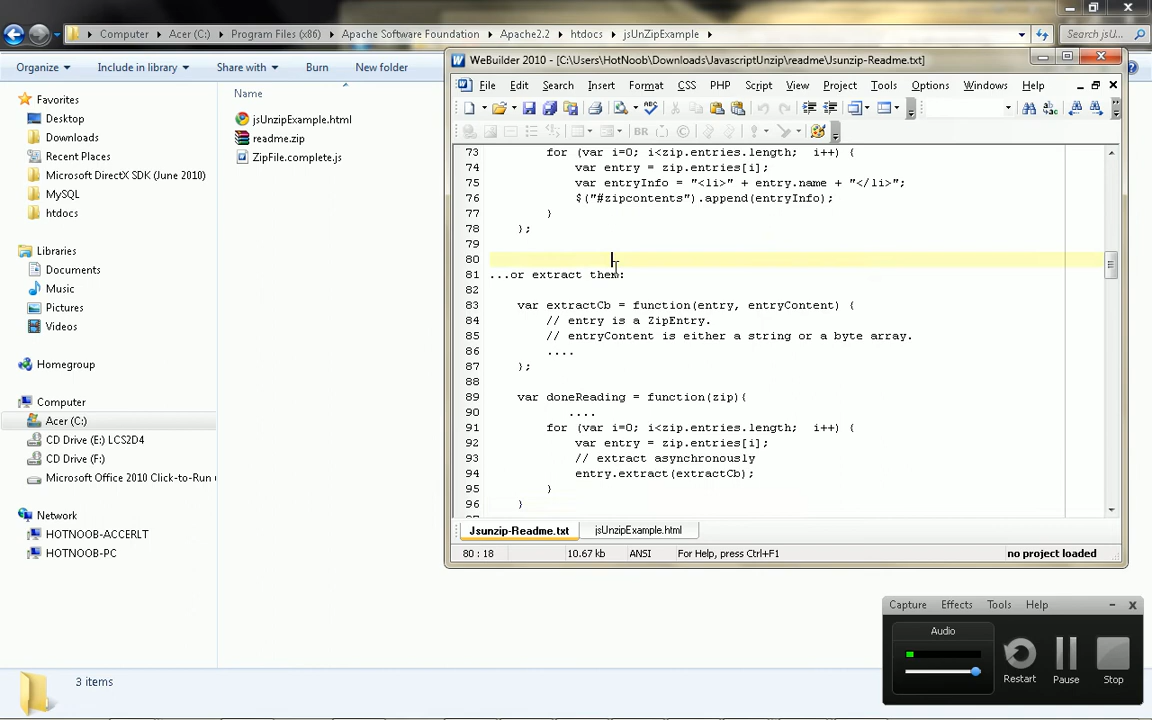 Computer
Acer (C:)
Program Files (x86)
Apache Software Foundation
Apache2.2
htdocs
jsUnZipExample
Search jsU...
Organize
Include in library
Share with
Burn
New folder
Favorites
Desktop
Downloads
Recent Places
Microsoft DirectX SDK (June 2010)
MySQL
htdocs
Libraries
Documents
Music
Pictures
Videos
Homegroup
Computer
Acer (C:)
CD Drive (E:) LCS2D4
CD Drive (F:)
Microsoft Office 2010 Click-to-Run
Network
HOTNOOB-ACCERLT
HOTNOOB-PC
Name
jsUnzipExample.html
readme.zip
ZipFile.complete.js
3 items
WeBuilder 2010 - [C:\Users\HotNoob\Downloads\JavascriptUnzip\readme\Jsunzip-Readme.txt]
File Edit Search Insert Format CSS PHP Script View Project Tools Options Windows Help
BR
73 for (var i=0; i<zip.entries.length; i++) {
74 var entry = zip.entries[i];
75 var entryInfo = "<li>" + entry.name + "</li>";
76 $("#zipcontents").append(entryInfo);
77 }
78 };
79
80
81 ...or extract them:
82
83 var extractCb = function(entry, entryContent) {
84 // entry is a ZipEntry.
85 // entryContent is either a string or a byte array.
86 ....
87 };
88
89 var doneReading = function(zip){
90 ....
91 for (var i=0; i<zip.entries.length; i++) {
92 var entry = zip.entries[i];
93 // extract asynchronously
94 entry.extract(extractCb);
95 }
96 }
Jsunzip-Readme.txt
jsUnzipExample.html
80 : 18
10.67 kb
ANSI
For Help, press Ctrl+F1
no project loaded
Capture Effects Tools Help
Audio
Restart
Pause
Stop